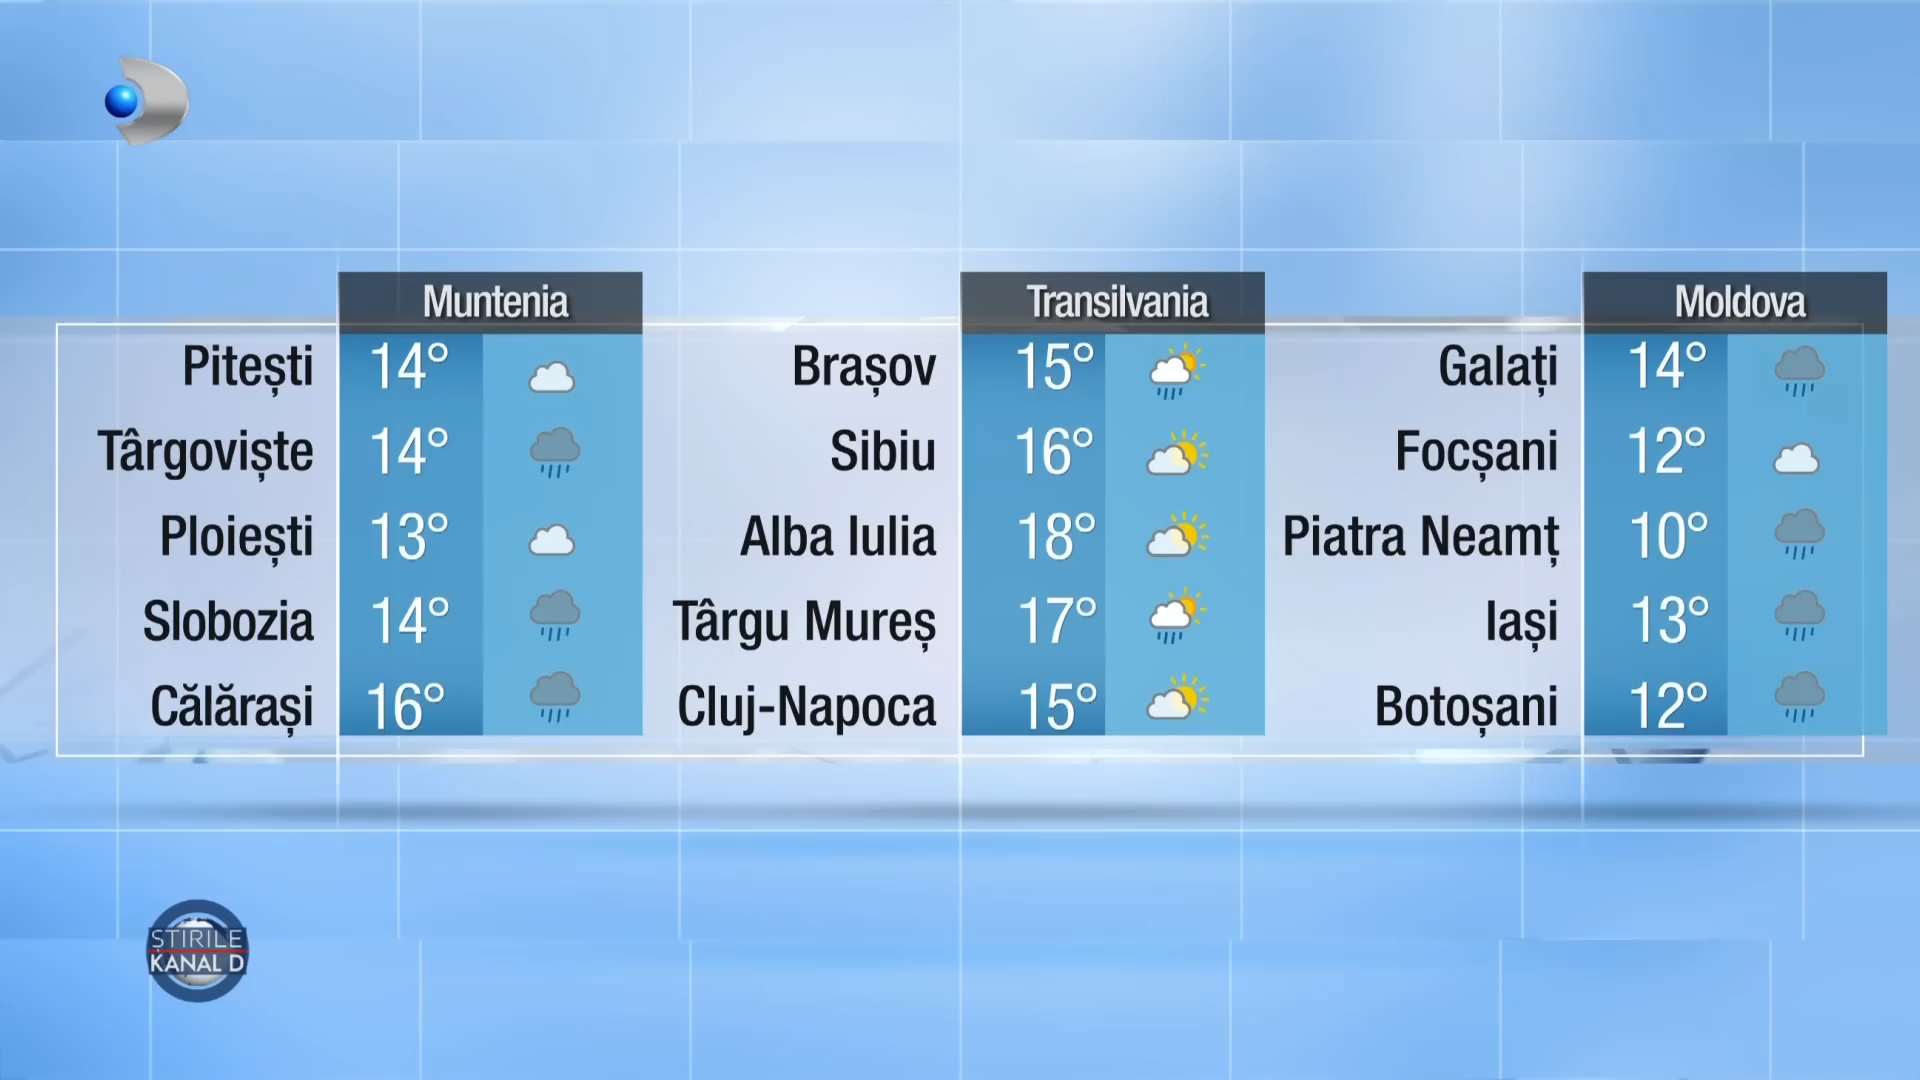 Muntenia
Pitești 14°
Târgoviște 14°
Ploiești 13°
Slobozia 14°
Călărași 16°
Transilvania
Brașov 15°
Sibiu 16°
Alba Iulia 18°
Târgu Mureș 17°
Cluj-Napoca 15°
Moldova
Galați 14°
Focșani 12°
Piatra Neamț 10°
Iași 13°
Botoșani 12°
ȘTIRILE
KANAL D